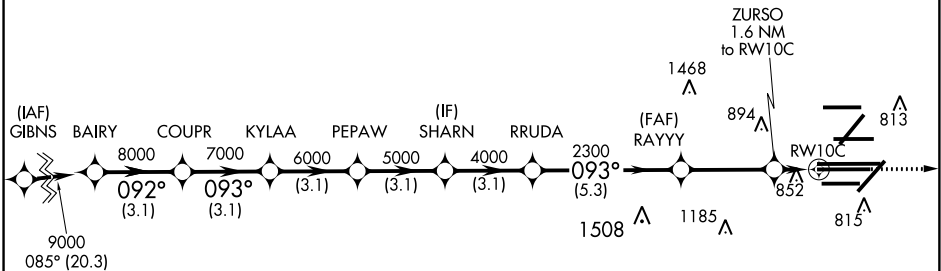 ZURSO
1.6 NM
to RW10C
1468
(IAF)
GIBNS
BAIRY
COUPR
KYLAA
PEPAW
(IF)
SHARN
RRUDA
(FAF)
RAYYY
894
813
RW10C
8000
7000
6000
5000
4000
2300
092°
093°
093°
(3.1)
(3.1)
(3.1)
(3.1)
(3.1)
(5.3)
852
1508
1185
815
9000
085° (20.3)